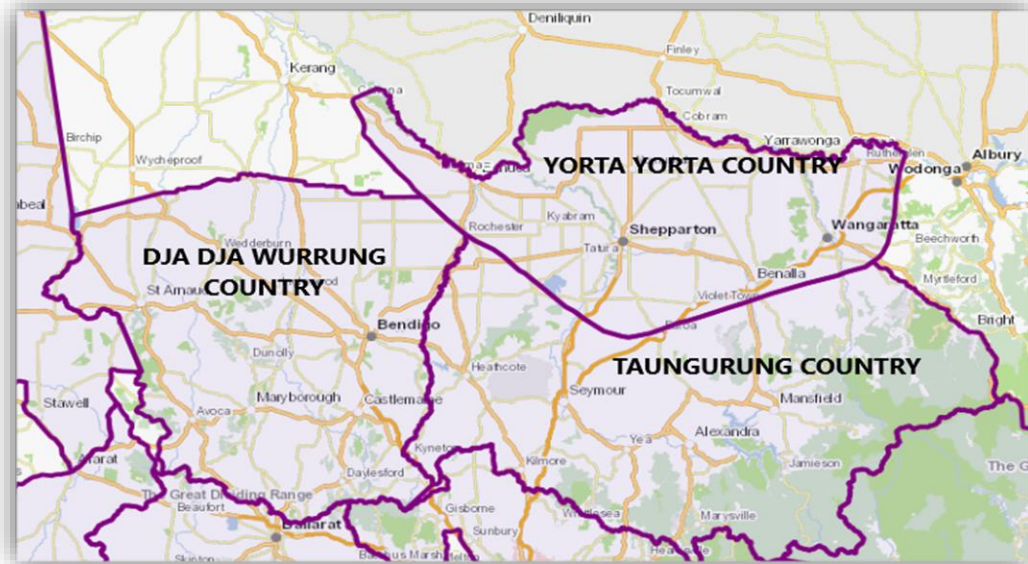 Deniliquin
Finley
Kerang
Tocumwal
Cobram
Birchip
Yarrawonga
Albury
Wycheproof
YORTA YORTA COUNTRY
Wodonga
Rochester
Kyabram
Shepparton
Wangaratta
Tatura
Beechworth
Wedderburn
DJA DJA WURRUNG
COUNTRY
Benalla
Myrtleford
St Arnaud
Violet Town
Bendigo
Bright
Dunolly
Heathcote
TAUNGURUNG COUNTRY
Seymour
Maryborough
Castlemaine
Mansfield
Stawell
Avoca
Alexandra
Yea
Kyneton
Kilmore
Jamieson
Daylesford
The Great Dividing Range
The G
Beaufort
Gisborne
Marysville
Ballarat
Sunbury
Skipton